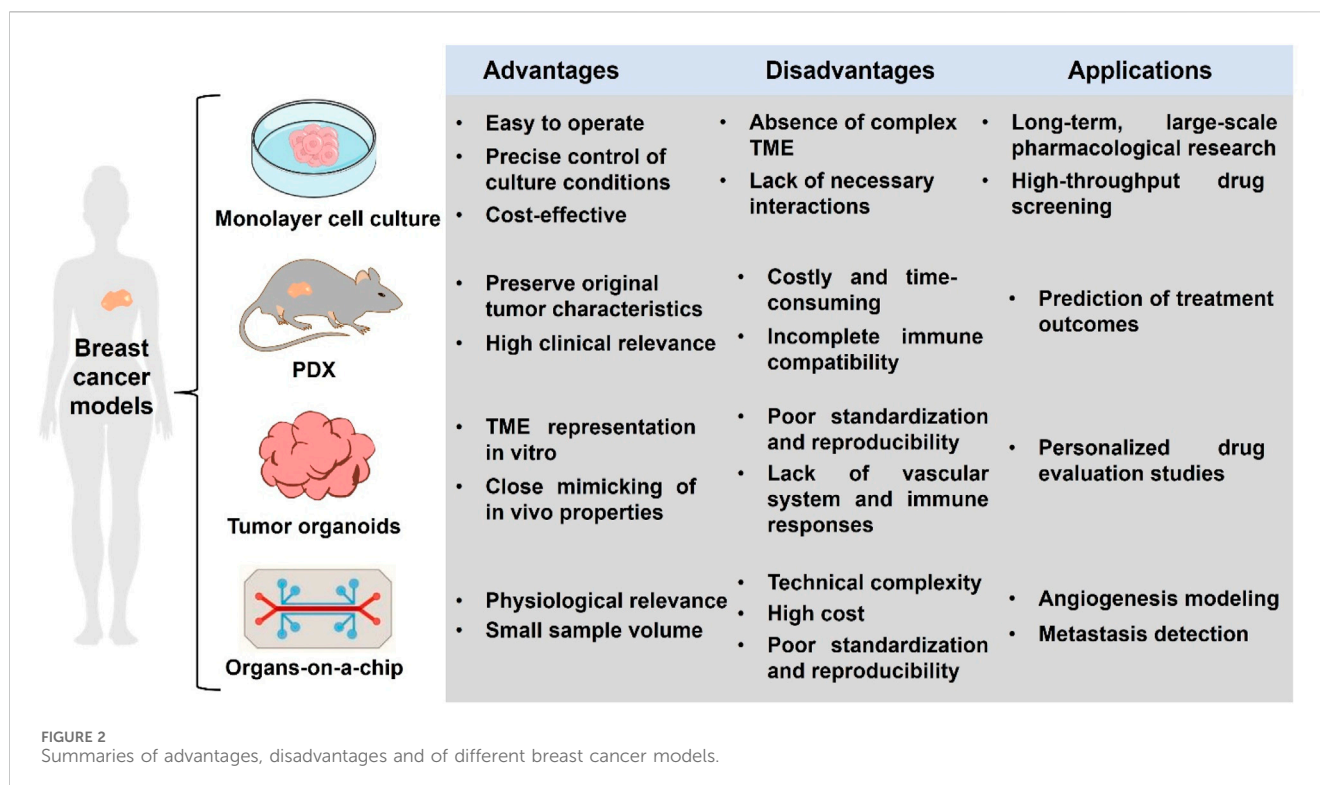 Advantages
Disadvantages
Applications
Breast
cancer
models
Monolayer cell culture
• Easy to operate
• Precise control of
culture conditions
• Cost-effective
• Absence of complex
TME
• Lack of necessary
interactions
• Long-term, large-scale
pharmacological research
• High-throughput drug
screening
PDX
• Preserve original
tumor characteristics
• High clinical relevance
• Costly and time-
consuming
• Incomplete immune
compatibility
• Prediction of treatment
outcomes
Tumor organoids
• TME representation
in vitro
• Close mimicking of
in vivo properties
• Poor standardization
and reproducibility
• Lack of vascular
system and immune
responses
• Personalized drug
evaluation studies
Organs-on-a-chip
• Physiological relevance
• Small sample volume
• Technical complexity
• High cost
• Poor standardization
and reproducibility
• Angiogenesis modeling
• Metastasis detection
FIGURE 2
Summaries of advantages, disadvantages and of different breast cancer models.